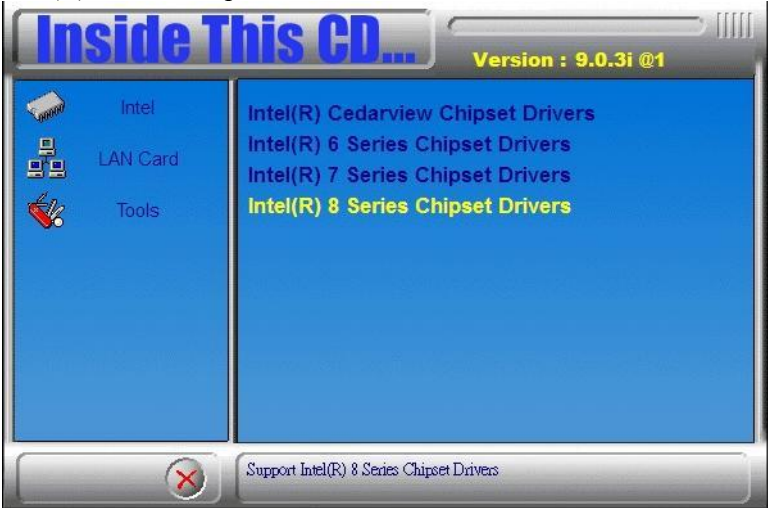 Inside This CD...
Version : 9.0.3i @1
Intel
LAN Card
Tools
Intel(R) Cedarview Chipset Drivers
Intel(R) 6 Series Chipset Drivers
Intel(R) 7 Series Chipset Drivers
Intel(R) 8 Series Chipset Drivers
Support Intel(R) 8 Series Chipset Drivers